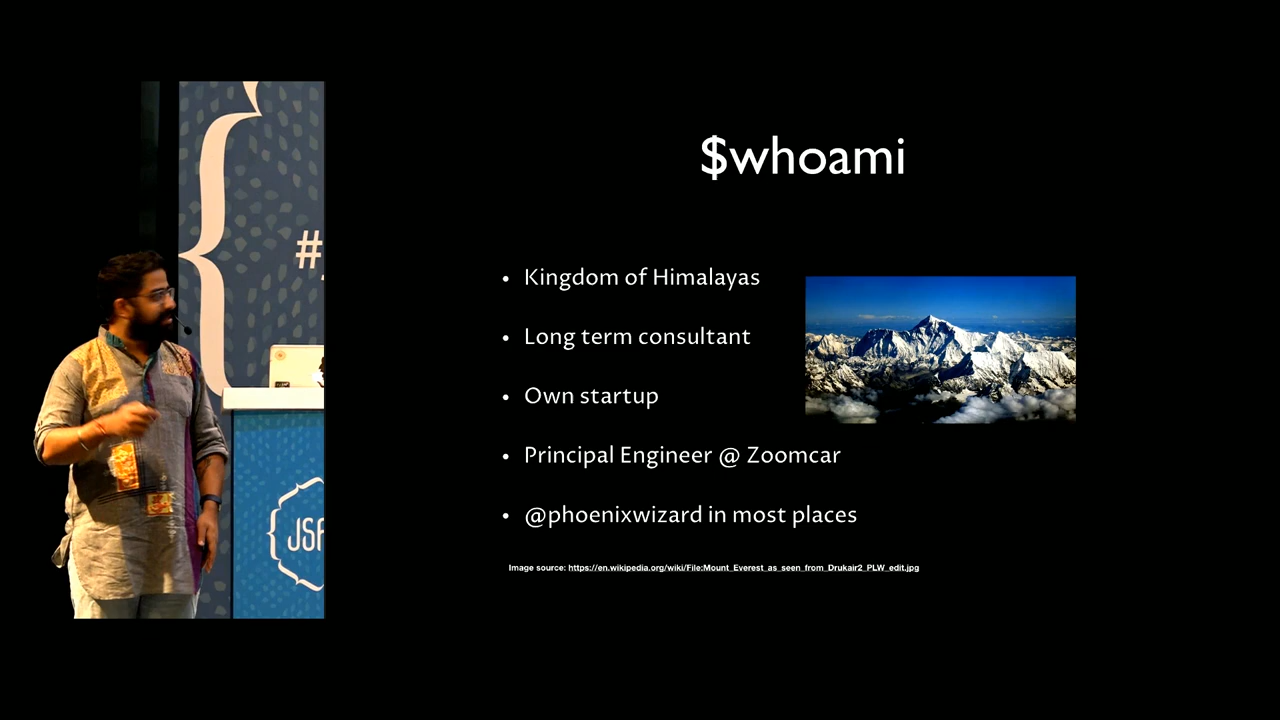 $whoami
• Kingdom of Himalayas
• Long term consultant
• Own startup
• Principal Engineer @ Zoomcar
• @phoenixwizard in most places
Image source: https://en.wikipedia.org/wiki/File:Mount_Everest_as_seen_from_Drukair2_PLW_edit.jpg
#
JSF